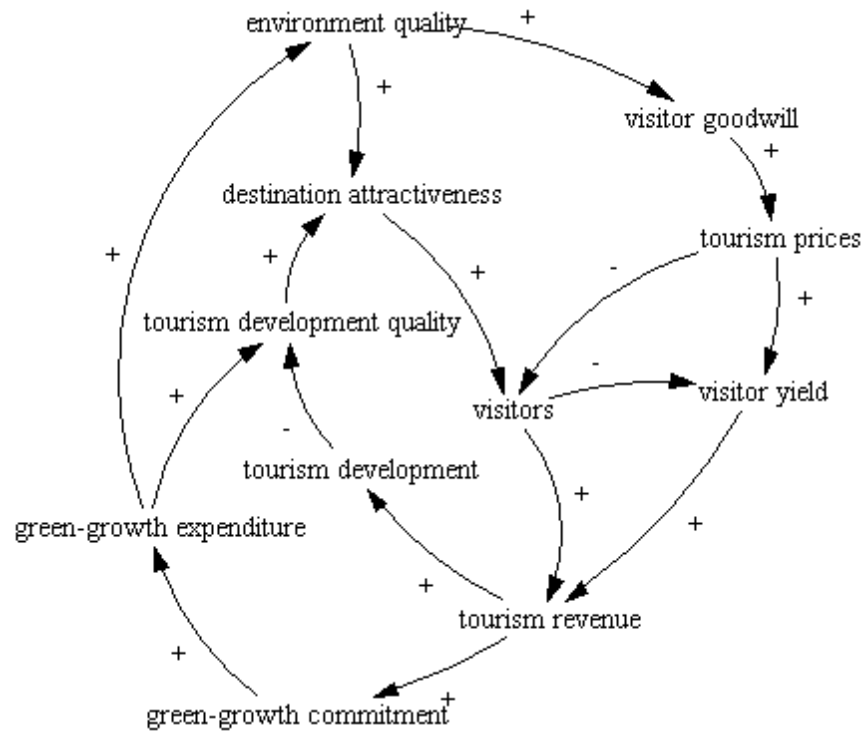 environment quality
+
+
visitor goodwill
+
destination attractiveness
tourism prices
+
+
+
-
+
tourism development quality
-
visitor yield
+
visitors
-
tourism development
+
+
green-growth expenditure
+
tourism revenue
+
+
green-growth commitment
+